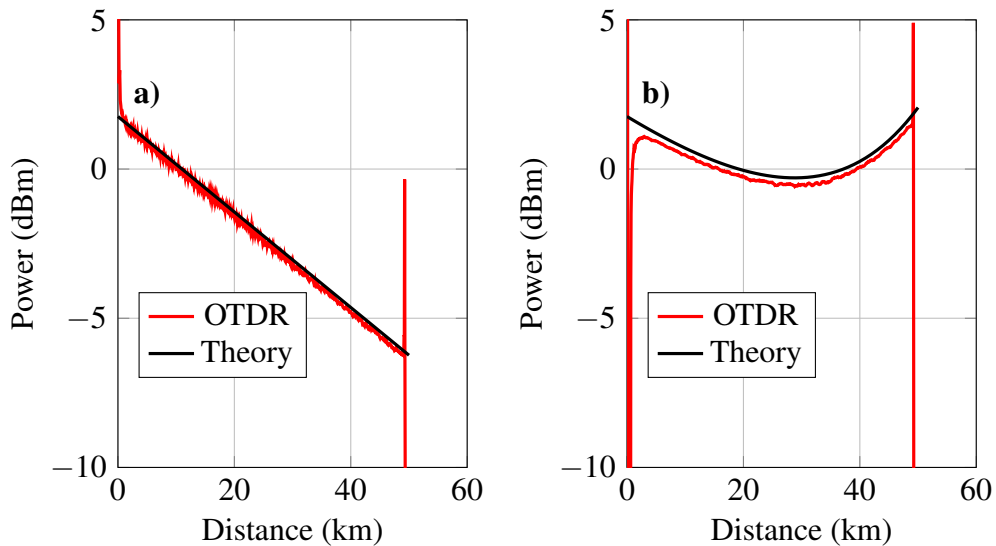 5
0
−5
−10
0
20
40
60
Distance (km)
Power (dBm)
a)
OTDR
Theory
5
0
−5
−10
0
20
40
60
Distance (km)
Power (dBm)
b)
OTDR
Theory